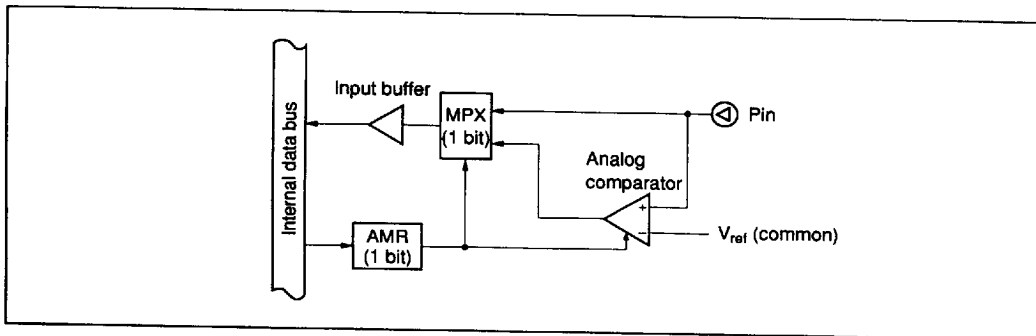 Internal data bus
Input buffer
MPX
(1 bit)
Pin
Analog
comparator
+
−
V_ref (common)
AMR
(1 bit)